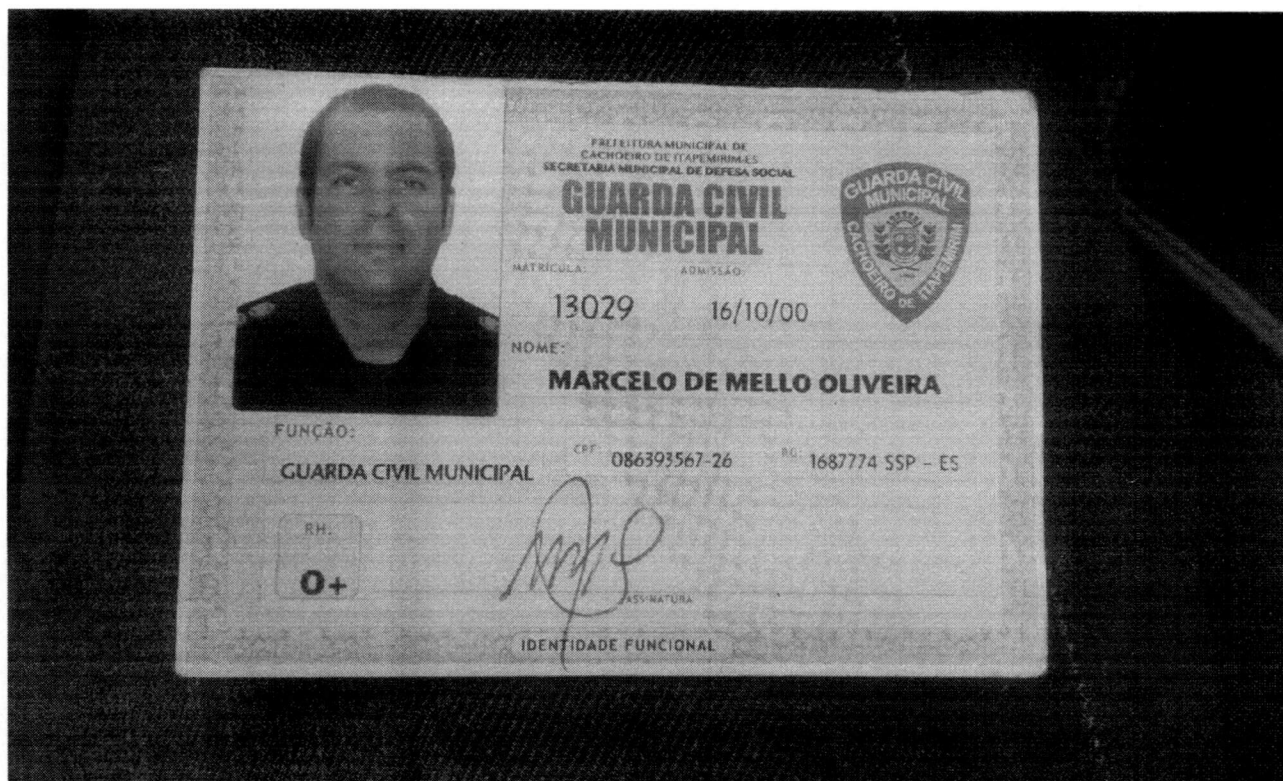 PREFEITURA MUNICIPAL DE
CACHOEIRO DE ITAPEMIRIM-ES
SECRETARIA MUNICIPAL DE DEFESA SOCIAL
GUARDA CIVIL
MUNICIPAL
GUARDA CIVIL
MUNICIPAL
CACHOEIRO DE ITAPEMIRIM
MATRÍCULA: ADMISSÃO:
13029 16/10/00
NOME:
MARCELO DE MELLO OLIVEIRA
FUNÇÃO:
GUARDA CIVIL MUNICIPAL
CPF: 086393567-26 RG: 1687774 SSP - ES
RH:
O+
ASSINATURA
IDENTIDADE FUNCIONAL